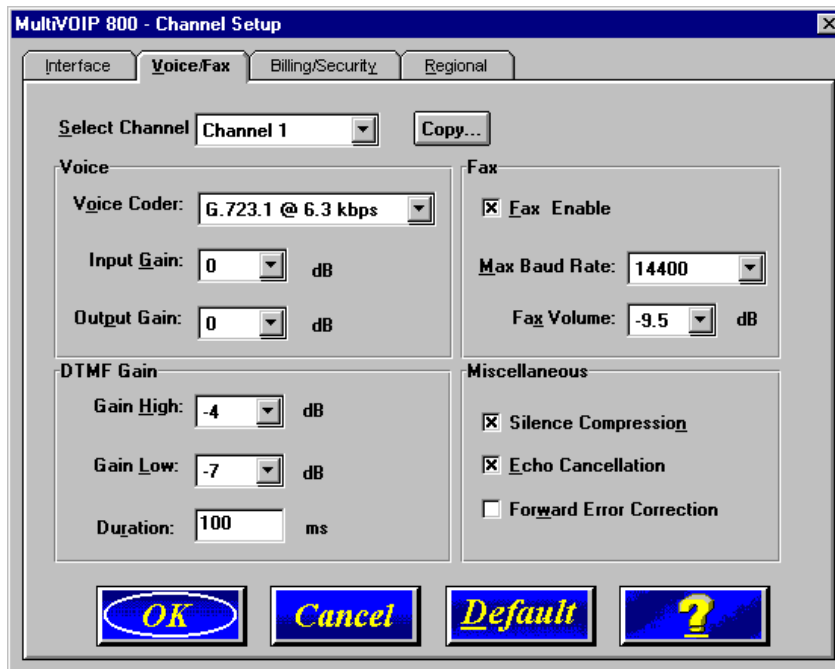 MultiVOIP 800 - Channel Setup
Interface Voice/Fax Billing/Security Regional
Select Channel Channel 1 Copy...
Voice
Voice Coder: G.723.1 @ 6.3 kbps
Input Gain: 0 dB
Output Gain: 0 dB
Fax
Fax Enable
Max Baud Rate: 14400
Fax Volume: -9.5 dB
DTMF Gain
Gain High: -4 dB
Gain Low: -7 dB
Duration: 100 ms
Miscellaneous
Silence Compression
Echo Cancellation
Forward Error Correction
OK Cancel Default ?